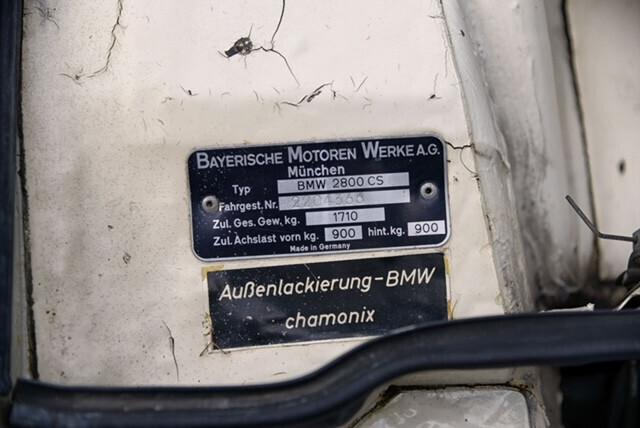 BAYERISCHE MOTOREN WERKE A.G.
München
Typ BMW 2800 CS
Fahrgest. Nr.
Zul. Ges. Gew. kg. 1710
Zul. Achslast vorn kg. 900 hint. kg. 900
Made in Germany
Außenlackierung-BMW
chamonix